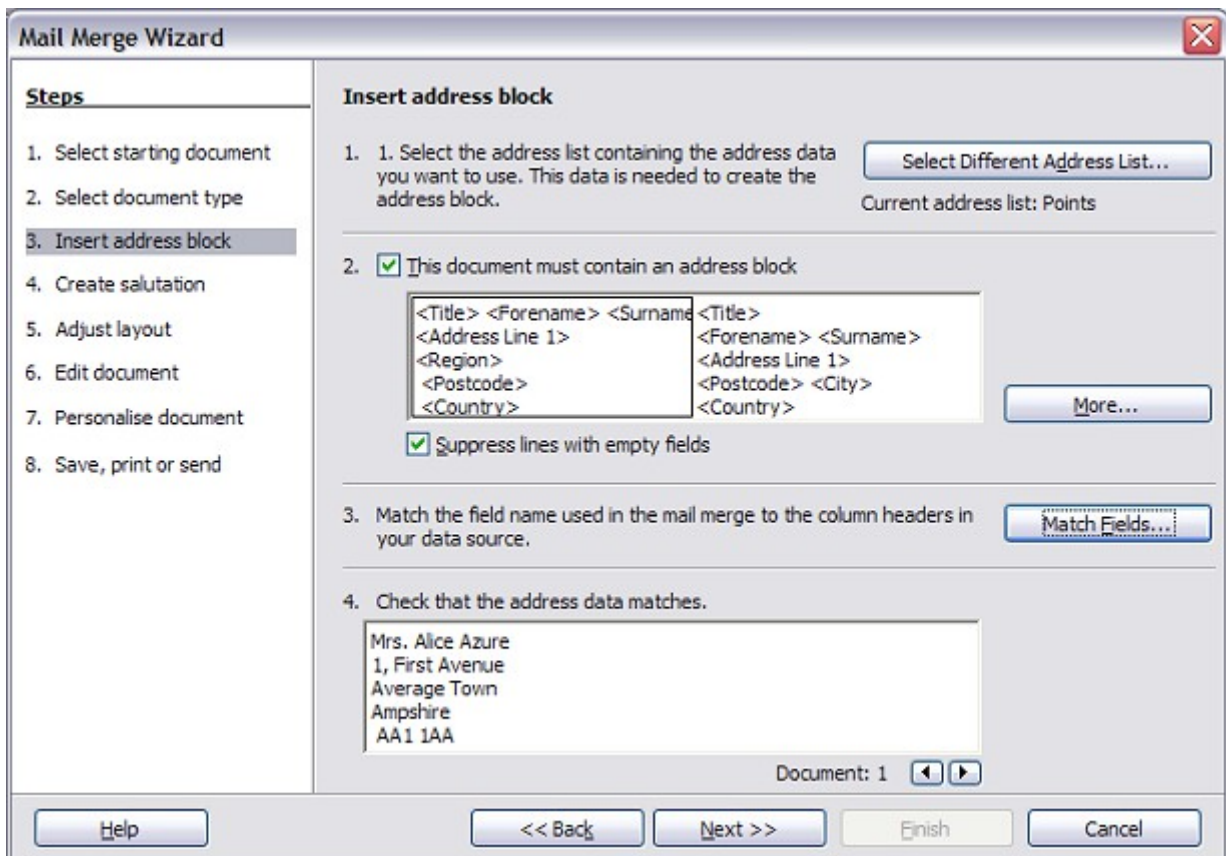 Mail Merge Wizard
Steps
1. Select starting document
2. Select document type
3. Insert address block
4. Create salutation
5. Adjust layout
6. Edit document
7. Personalise document
8. Save, print or send
Insert address block
1. 1. Select the address list containing the address data
you want to use. This data is needed to create the
address block.
Select Different Address List...
Current address list: Points
2. This document must contain an address block
<Title> <Forename> <Surname
<Address Line 1>
<Region>
<Postcode>
<Country>
<Title>
<Forename> <Surname>
<Address Line 1>
<Postcode> <City>
<Country>
More...
Suppress lines with empty fields
3. Match the field name used in the mail merge to the column headers in
your data source.
Match Fields...
4. Check that the address data matches.
Mrs. Alice Azure
1, First Avenue
Average Town
Ampshire
AA1 1AA
Document: 1
Help
<< Back
Next >>
Finish
Cancel